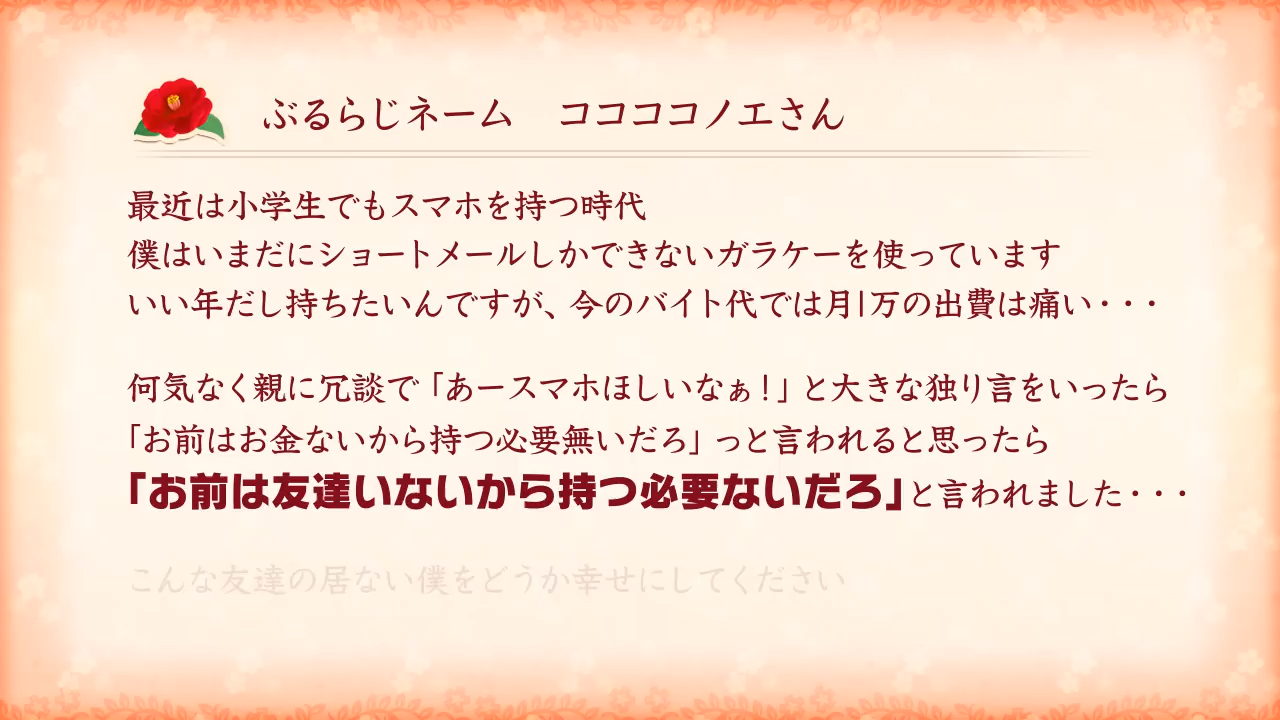 ぶるらじネーム　ココココノエさん
最近は小学生でもスマホを持つ時代
僕はいまだにショートメールしかできないガラケーを使っています
いい年だし持ちたいんですが、今のバイト代では月1万の出費は痛い・・・
何気なく親に冗談で「あースマホほしいなぁ！」と大きな独り言をいったら
「お前はお金ないから持つ必要無いだろ」っと言われると思ったら
「お前は友達いないから持つ必要ないだろ」と言われました・・・
こんな友達の居ない僕をどうか幸せにしてください